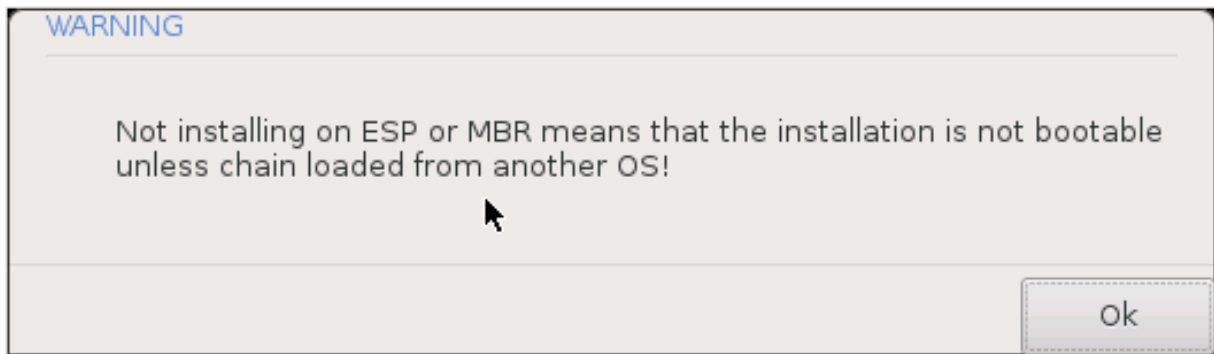 WARNING
Not installing on ESP or MBR means that the installation is not bootable
unless chain loaded from another OS!
Ok